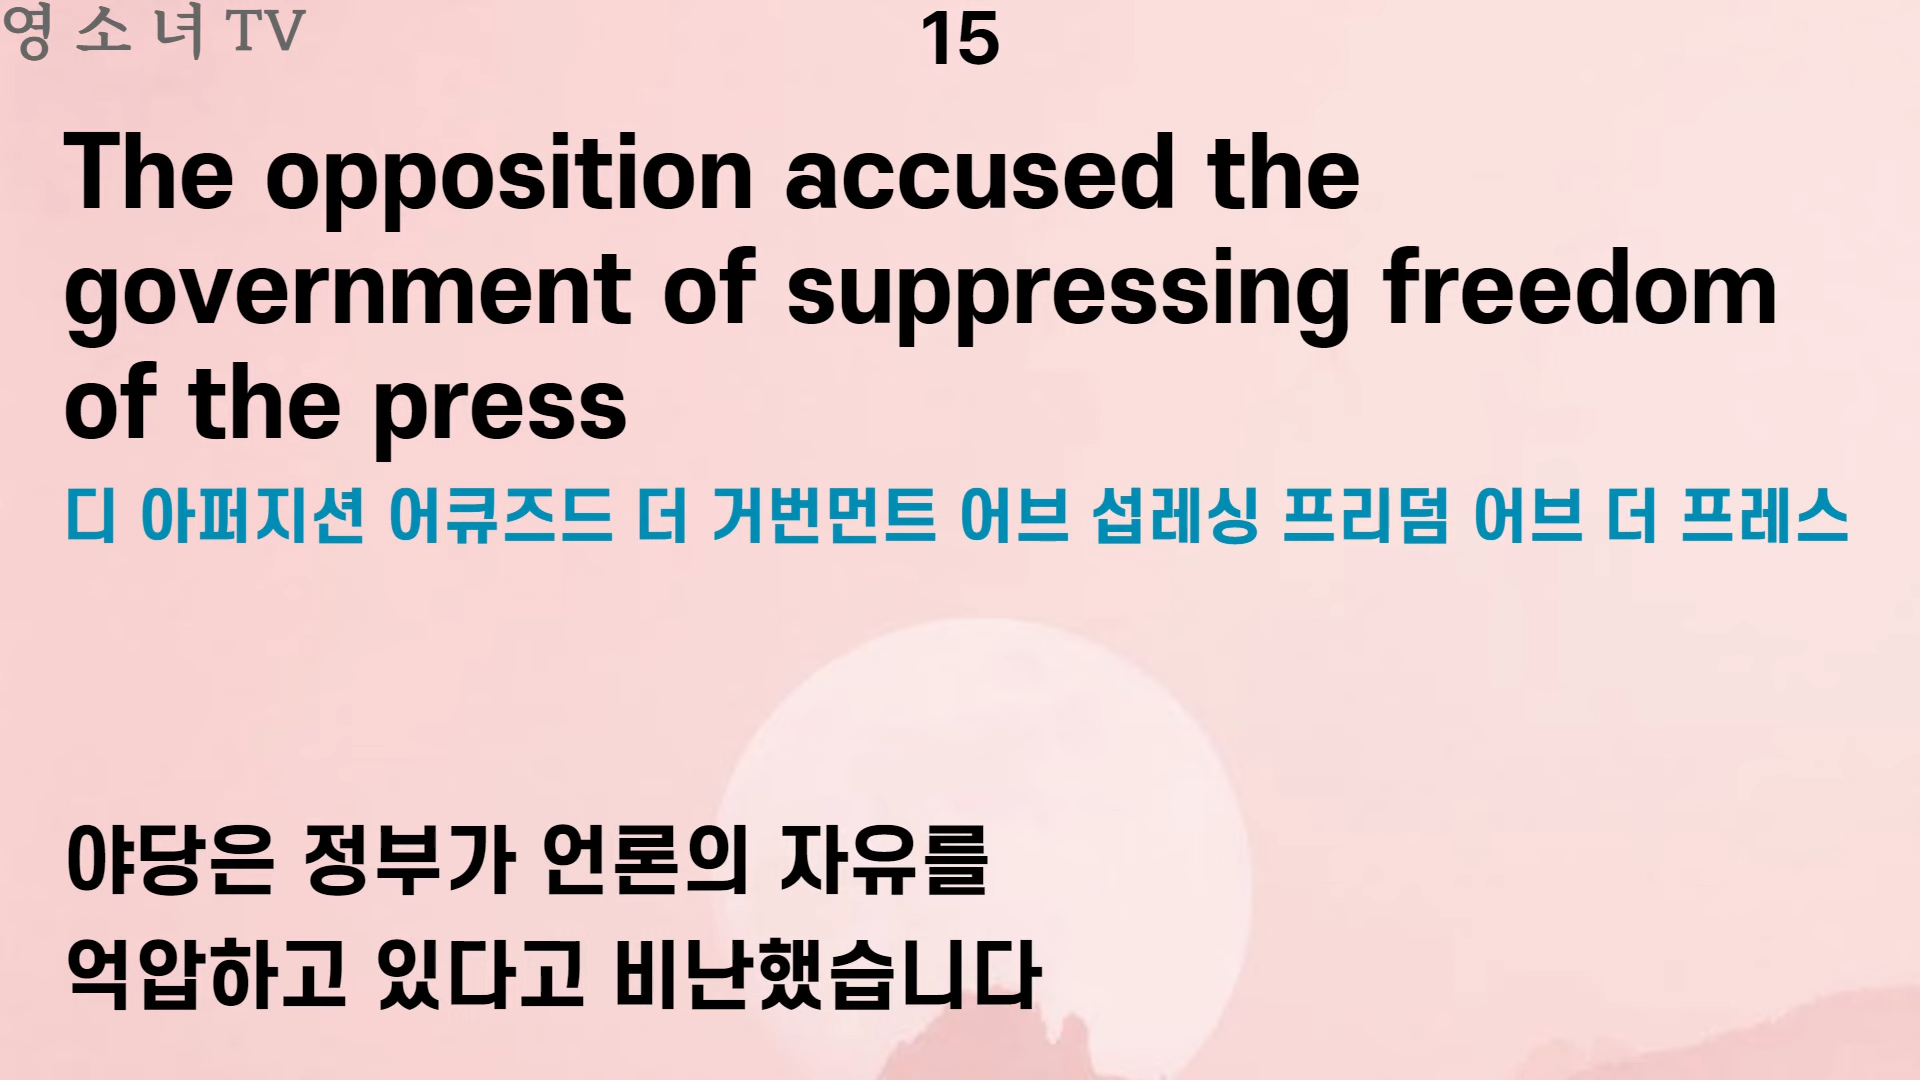 영소녀TV
15
The opposition accused the
government of suppressing freedom
of the press
디 아퍼지션 어큐즈드 더 거번먼트 어브 섭레싱 프리덤 어브 더 프레스
야당은 정부가 언론의 자유를
억압하고 있다고 비난했습니다